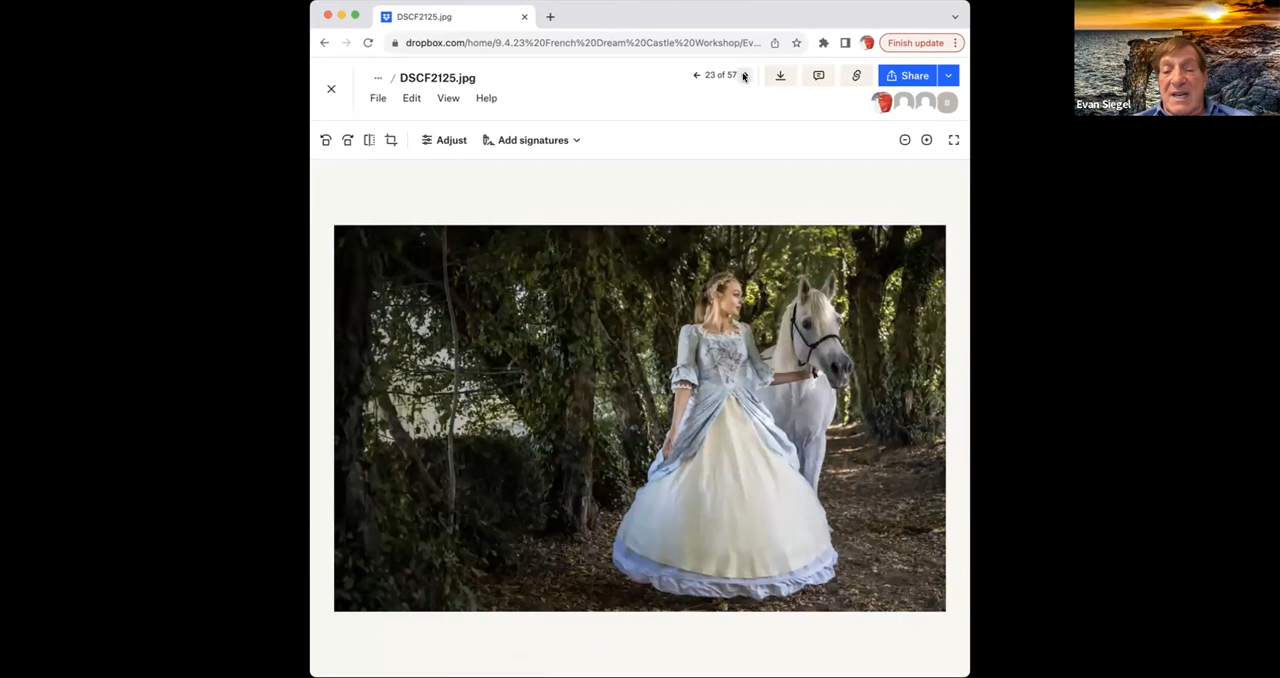 DSCF2125.jpg
dropbox.com/home/9.4.23%20French%20Dream%20Castle%20Workshop/Ev...
Finish update
... / DSCF2125.jpg
23 of 57
Share
File Edit View Help
Adjust
Add signatures
Evan Siegel